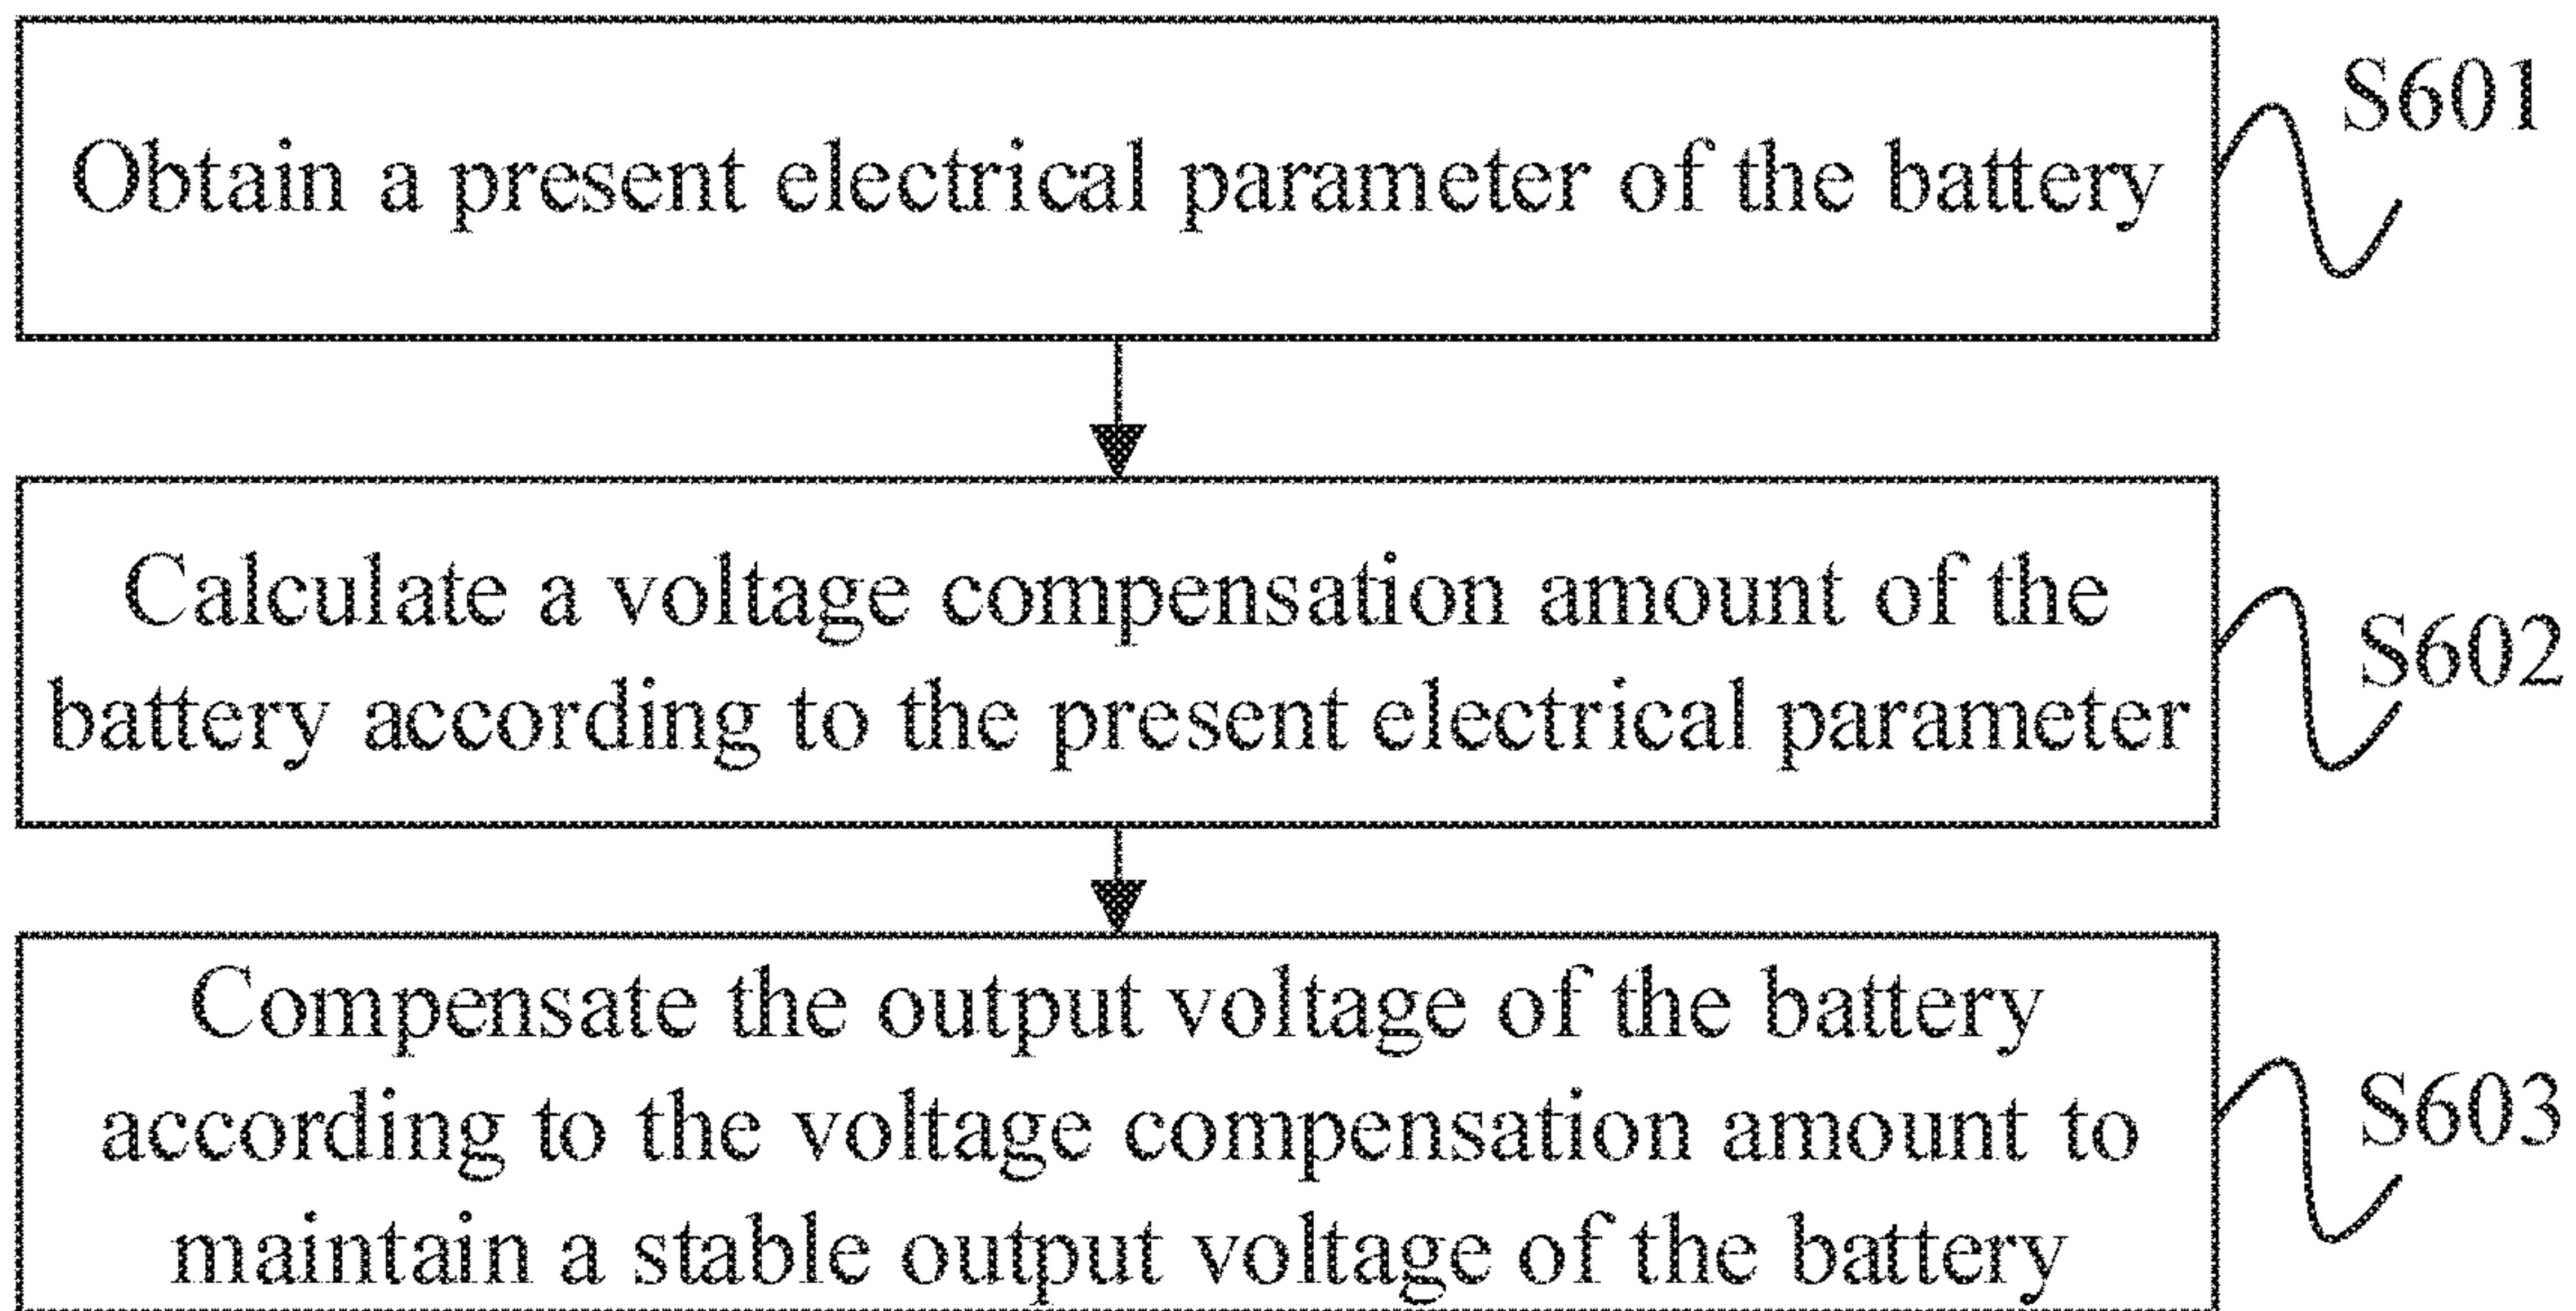 Obtain a present electrical parameter of the battery
S601
Calculate a voltage compensation amount of the
battery according to the present electrical parameter
S602
Compensate the output voltage of the battery
according to the voltage compensation amount to
maintain a stable output voltage of the battery
S603